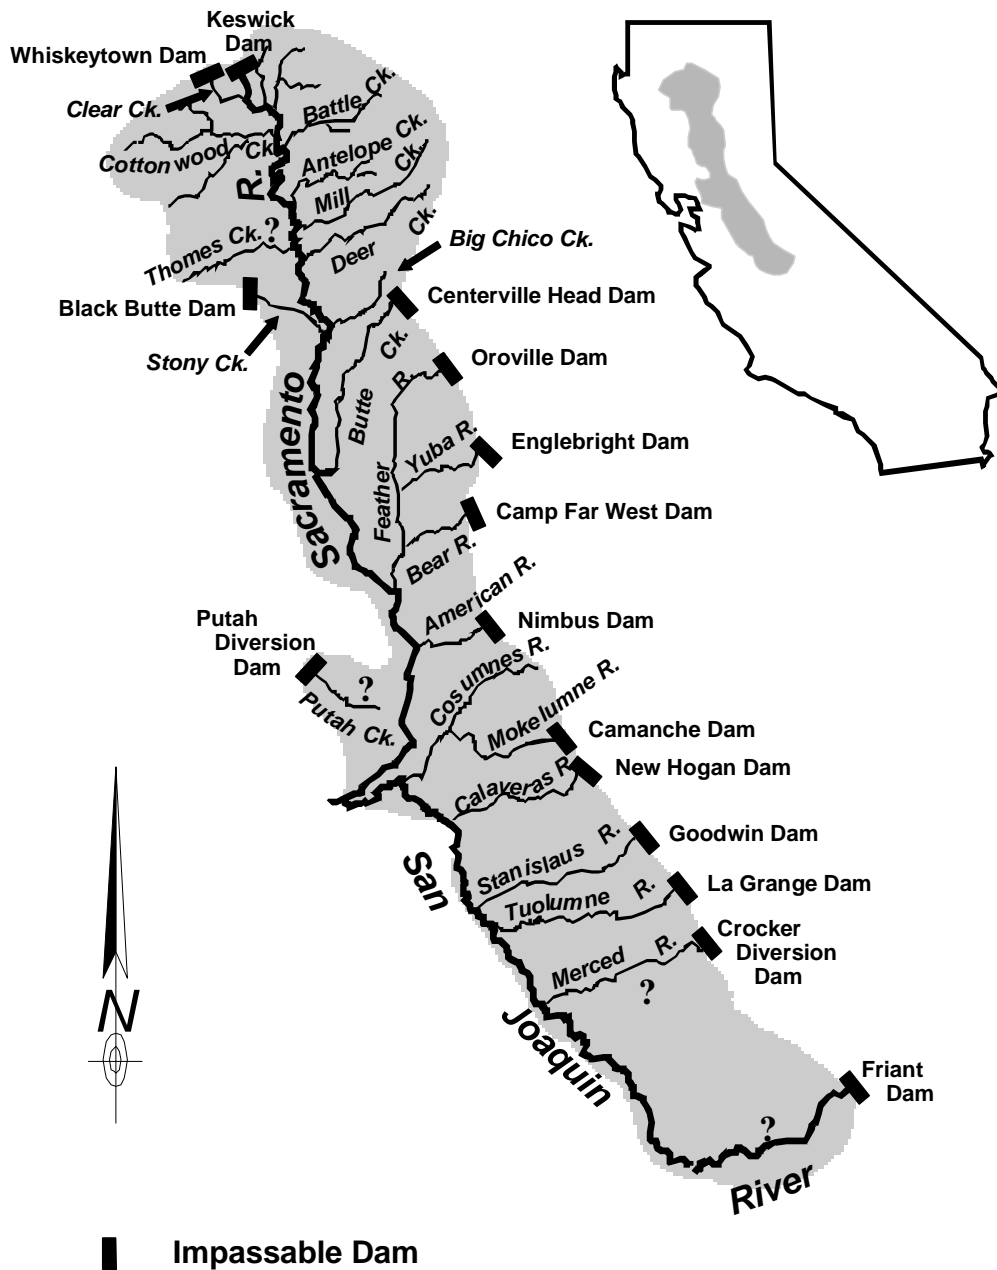 Keswick
Dam
Whiskeytown Dam
Clear Ck.
Battle Ck.
Cottonwood Ck.
Antelope Ck.
R.
Mill Ck.
?
Thomes Ck.
Deer Ck.
Big Chico Ck.
Black Butte Dam
Centerville Head Dam
Stony Ck.
Butte Ck.
Oroville Dam
Sacramento
Feather R.
Yuba R.
Englebright Dam
Camp Far West Dam
Bear R.
American R.
Putah
Diversion
Dam
Nimbus Dam
?
Putah Ck.
Cosumnes R.
Mokelumne R.
Camanche Dam
Calaveras R.
New Hogan Dam
San
Stanislaus R.
Goodwin Dam
Tuolumne R.
La Grange Dam
Merced R.
Crocker
Diversion
Dam
?
N
Joaquin
Friant
Dam
?
River
Impassable Dam